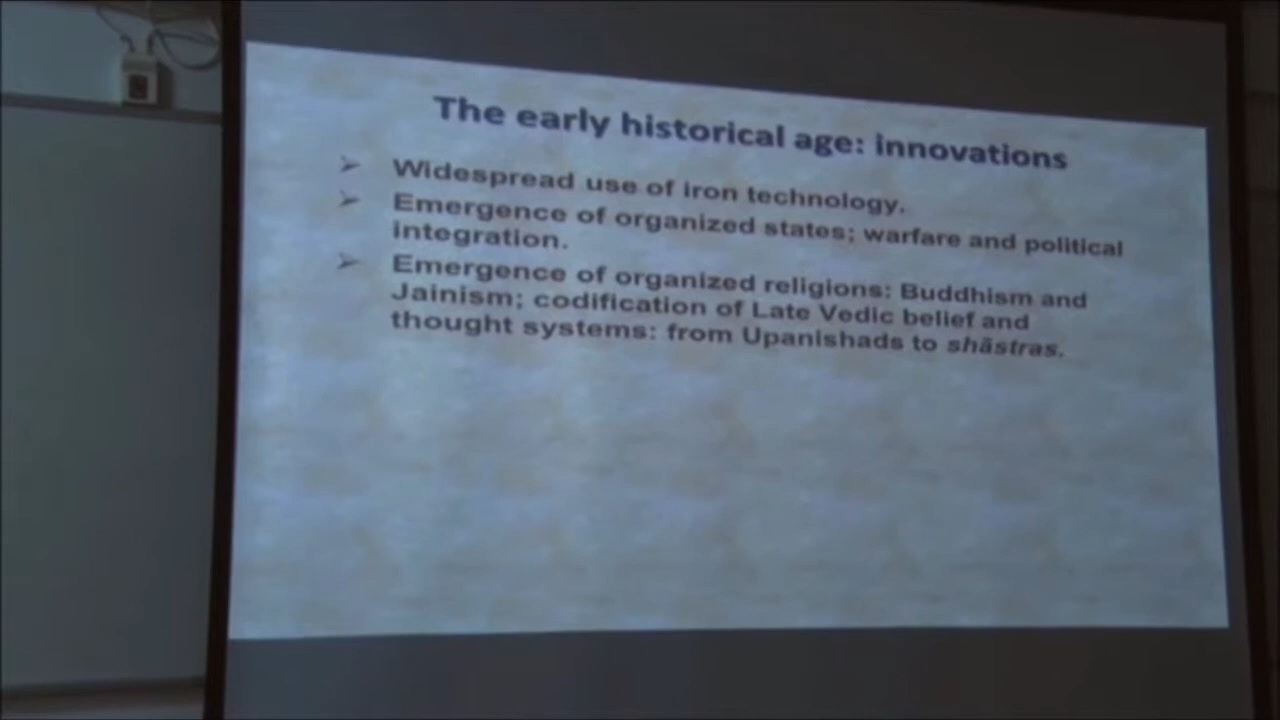 The early historical age: innovations
➢ Widespread use of iron technology.
➢ Emergence of organized states; warfare and political
integration.
➢ Emergence of organized religions: Buddhism and
Jainism; codification of Late Vedic belief and
thought systems: from Upanishads to shāstras.